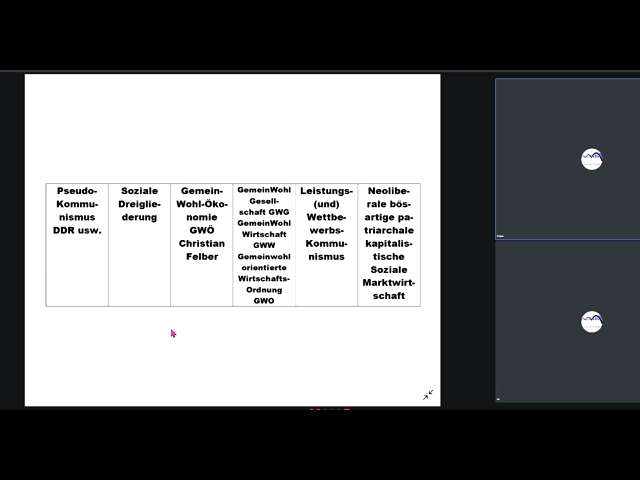 Pseudo-
Kommu-
nismus
DDR usw.
Soziale
Dreiglie-
derung
Gemein-
Wohl-Öko-
nomie
GWÖ
Christian
Felber
GemeinWohl
Gesell-
schaft GWG
GemeinWohl
Wirtschaft
GWW
Gemeinwohl
orientierte
Wirtschafts-
Ordnung
GWO
Leistungs-
(und)
Wettbe-
werbs-
Kommu-
nismus
Neolibe-
rale bös-
artige pa-
triarchale
kapitalis-
tische
Soziale
Marktwirt-
schaft